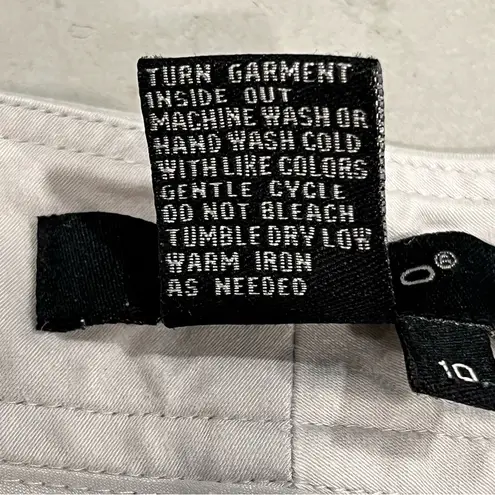 TURN GARMENT
INSIDE OUT
MACHINE WASH OR
HAND WASH COLD
WITH LIKE COLORS
GENTLE CYCLE
DO NOT BLEACH
TUMBLE DRY LOW
WARM IRON
AS NEEDED
O®
10